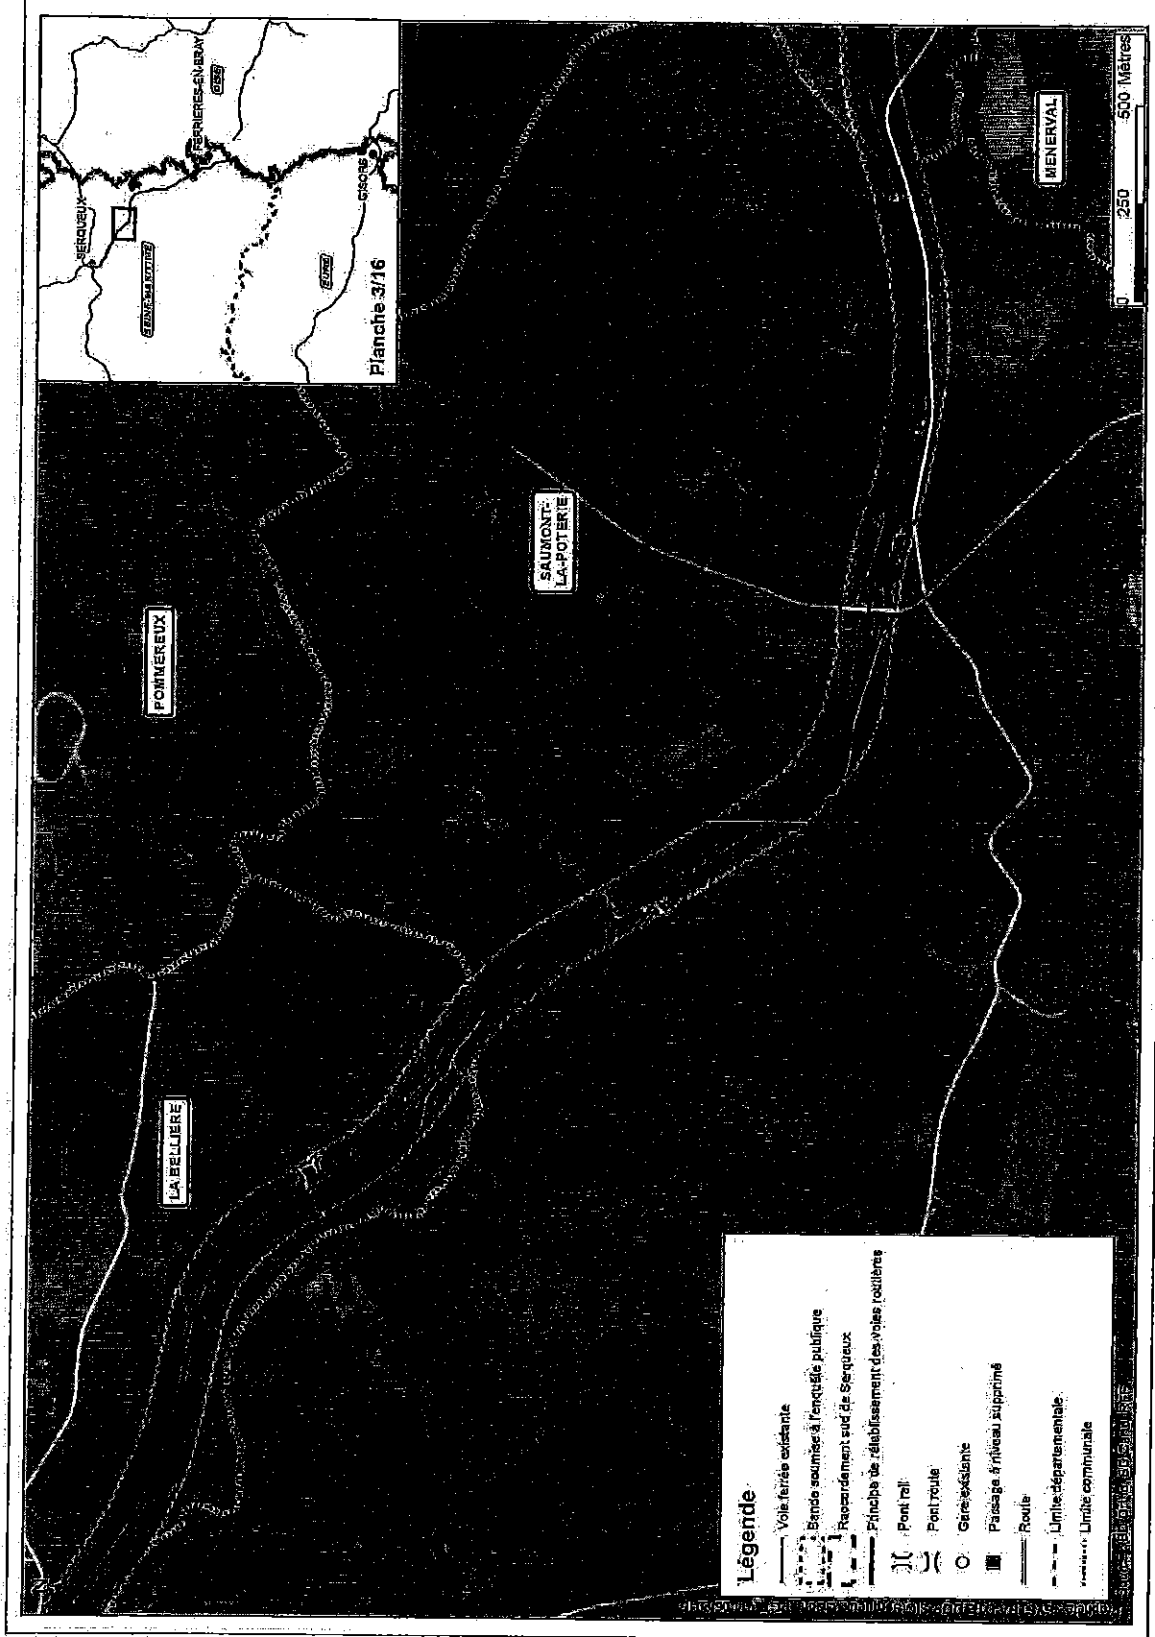 SERQUEUX
FERRIERES-EN-BRAY
OISE
SEINE-MARITIME
EURE
GISORS
Planche 3/16
POMMEREUX
LA BELLIERE
SAUMONT-
LA-POTERIE
MENERVAL
0 250 500 Mètres
Légende
Voie ferrée existante
Bande soumise à l'enquête publique
Raccordement sud de Serqueux
Principe de rétablissement des voies routières
Pont rail
Pont route
Gare existante
Passage à niveau supprimé
Route
Limite départementale
Limite communale